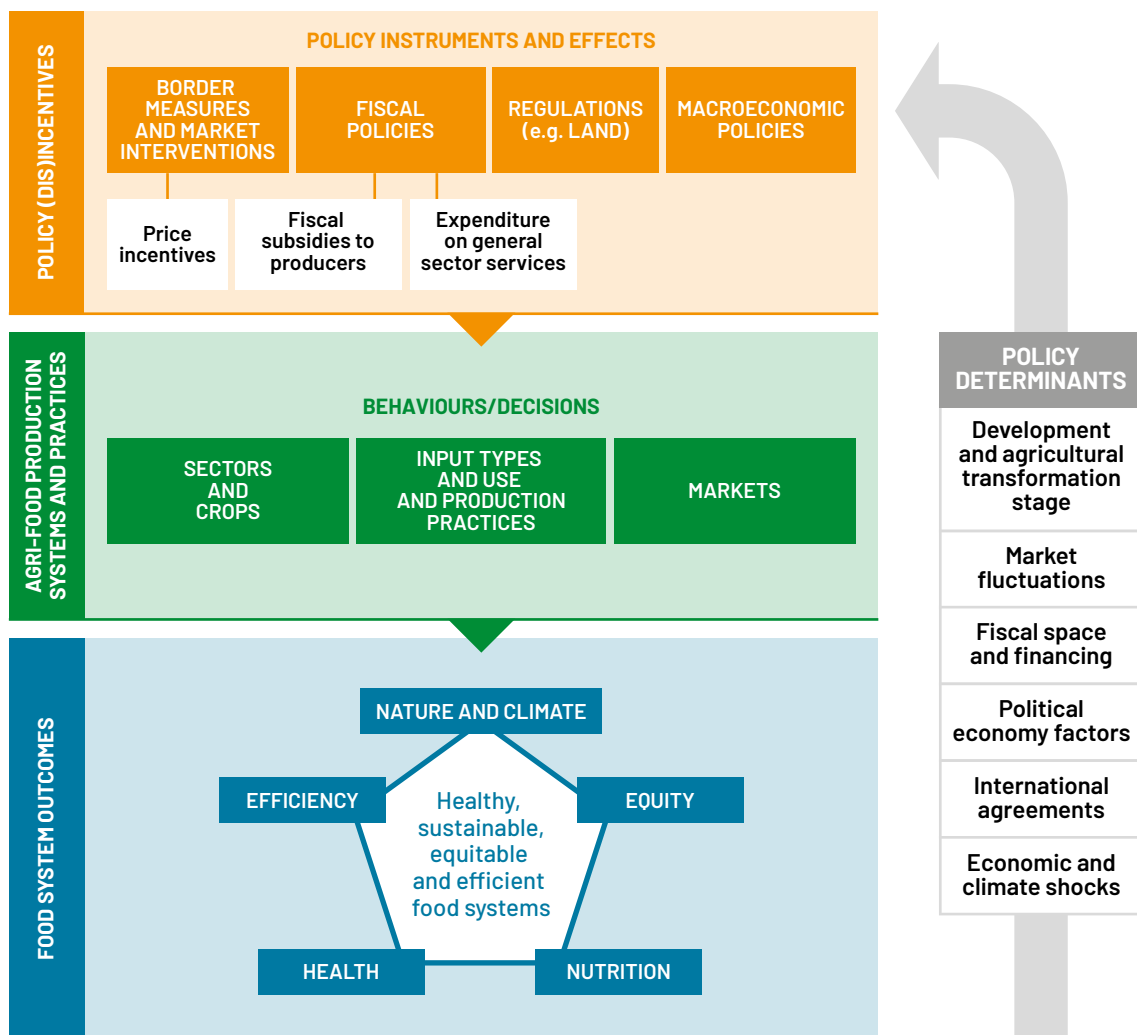 POLICY (DIS)INCENTIVES
POLICY INSTRUMENTS AND EFFECTS
BORDER
MEASURES
AND MARKET
INTERVENTIONS
FISCAL
POLICIES
REGULATIONS
(e.g. LAND)
MACROECONOMIC
POLICIES
Price
incentives
Fiscal
subsidies to
producers
Expenditure
on general
sector services
AGRI-FOOD PRODUCTION
SYSTEMS AND PRACTICES
BEHAVIOURS/DECISIONS
SECTORS
AND
CROPS
INPUT TYPES
AND USE
AND PRODUCTION
PRACTICES
MARKETS
FOOD SYSTEM OUTCOMES
NATURE AND CLIMATE
EFFICIENCY
EQUITY
Healthy,
sustainable,
equitable
and efficient
food systems
HEALTH
NUTRITION
POLICY
DETERMINANTS
Development
and agricultural
transformation
stage
Market
fluctuations
Fiscal space
and financing
Political
economy factors
International
agreements
Economic and
climate shocks